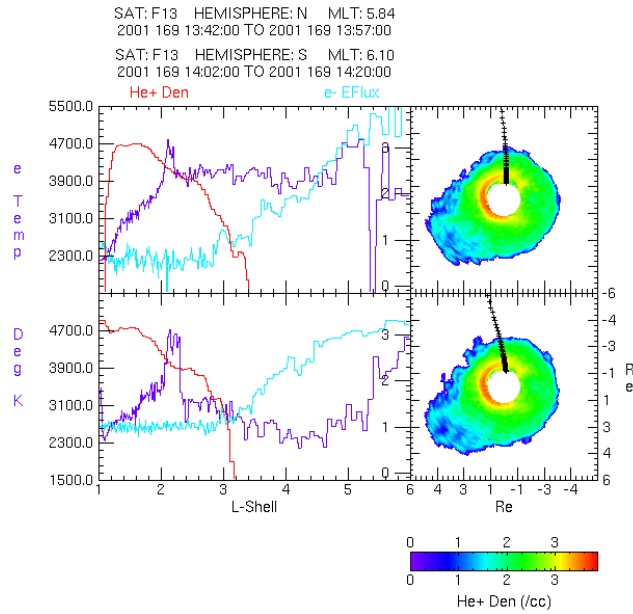 SAT: F13 HEMISPHERE: N MLT: 5.84
2001 169 13:42:00 TO 2001 169 13:57:00
SAT: F13 HEMISPHERE: S MLT: 6.10
2001 169 14:02:00 TO 2001 169 14:20:00
He+ Den e- EFlux
5500.0
4700.0
3900.0
3100.0
2300.0
3
2
1
0
e Temp
4700.0
3900.0
3100.0
2300.0
1500.0
3
2
1
0
Deg K
1 2 3 4 5
L-Shell
-6
-4
-3
-1
1
3
4
6
Re
6 4 3 1 -1 -3 -4
Re
0 1 2 3
0 1 2 3
He+ Den (/cc)